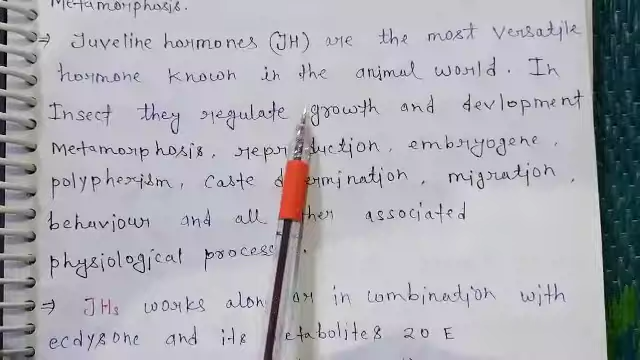 Metamorphosis.
⇒ Juveline hormones (JH) are the most versatile
hormone known in the animal world. In
Insect they regulate growth and devlopment
metamorphosis, reproduction, embryogene,
polypherism, caste determination, migration,
behaviour and all other associated
physiological process.
⇒ JHs works alone or in combination with
ecdysone and its metabolites 20 E